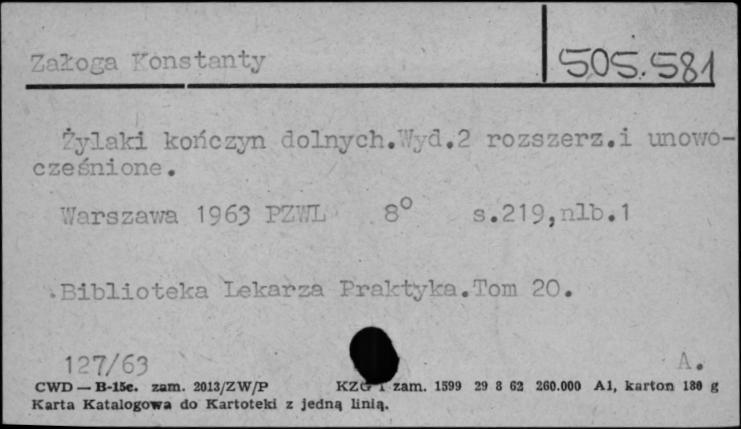 Załoga Konstanty
505.581
Żylaki kończyn dolnych.Wyd.2 rozszerz.i unowo-
cześnione.
Warszawa 1963 PZWL 8° s.219,nlb.1
Biblioteka Lekarza Praktyka.Tom 20.
127/63 A.
CWD — B-15c. zam. 2013/ZW/P KZG 1 zam. 1599 29 8 62 260.000 A1, karton 180 g
Karta Katalogowa do Kartoteki z jedną linią.